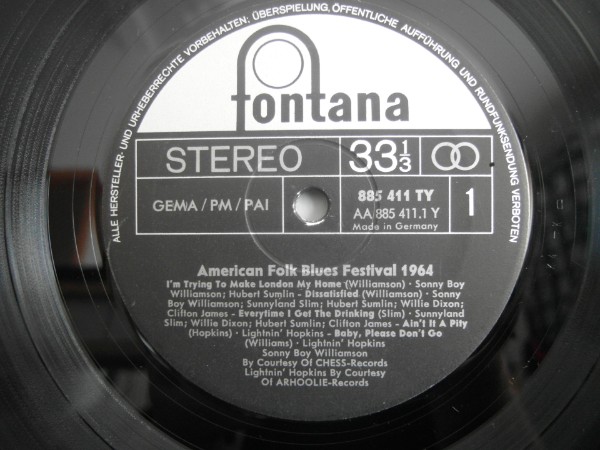 ALLE HERSTELLER- UND URHEBERRECHTE VORBEHALTEN; ÜBERSPIELUNG, ÖFFENTLICHE AUFFÜHRUNG UND RUNDFUNKSENDUNG VERBOTEN
fontana
STEREO 33 1/3
GEMA / PM / PAI 885 411 TY 1
AA 885 411.1 Y
Made in Germany
American Folk Blues Festival 1964
I'm Trying To Make London My Home (Williamson) · Sonny Boy
Williamson; Hubert Sumlin - Dissatisfied (Williamson) · Sonny
Boy Williamson; Sunnyland Slim; Hubert Sumlin; Willie Dixon;
Clifton James - Everytime I Get The Drinking (Slim) · Sunnyland
Slim; Willie Dixon; Hubert Sumlin; Clifton James - Ain't It A Pity
(Hopkins) · Lightnin' Hopkins - Baby, Please Don't Go
(Williams) · Lightnin' Hopkins
Sonny Boy Williamson
By Courtesy Of CHESS-Records
Lightnin' Hopkins By Courtesy
Of ARHOOLIE-Records